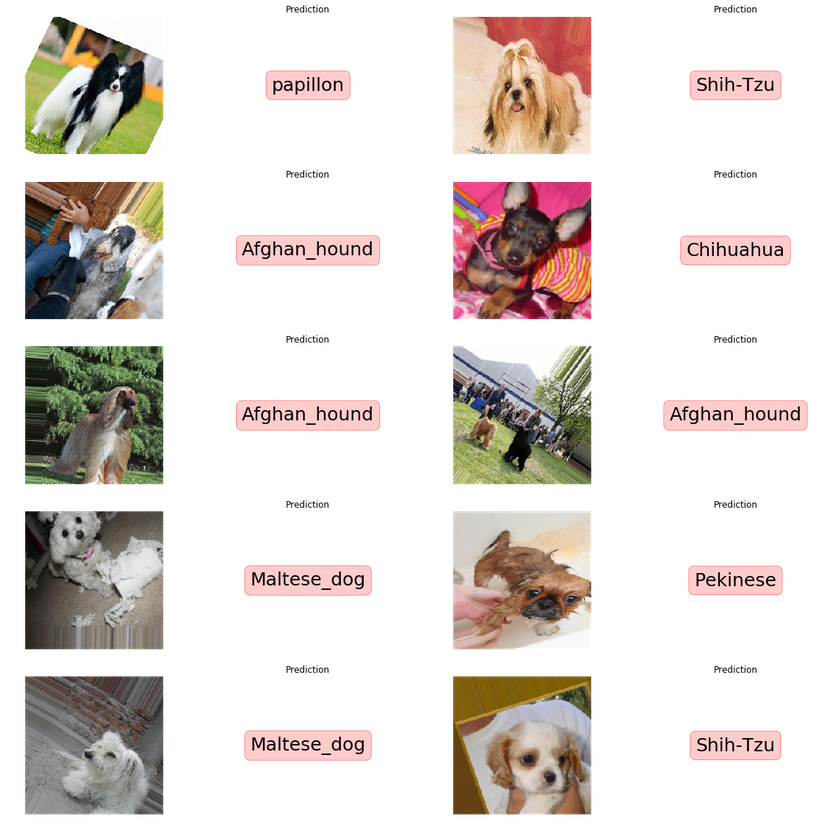 Prediction
Prediction
papillon
Shih-Tzu
Prediction
Prediction
Afghan_hound
Chihuahua
Prediction
Prediction
Afghan_hound
Afghan_hound
Prediction
Prediction
Maltese_dog
Pekinese
Prediction
Prediction
Maltese_dog
Shih-Tzu